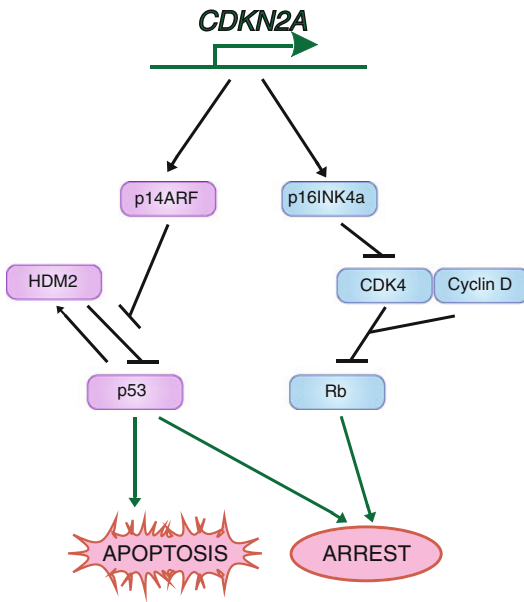 CDKN2A
p14ARF
p16INK4a
HDM2
CDK4
Cyclin D
p53
Rb
APOPTOSIS
ARREST